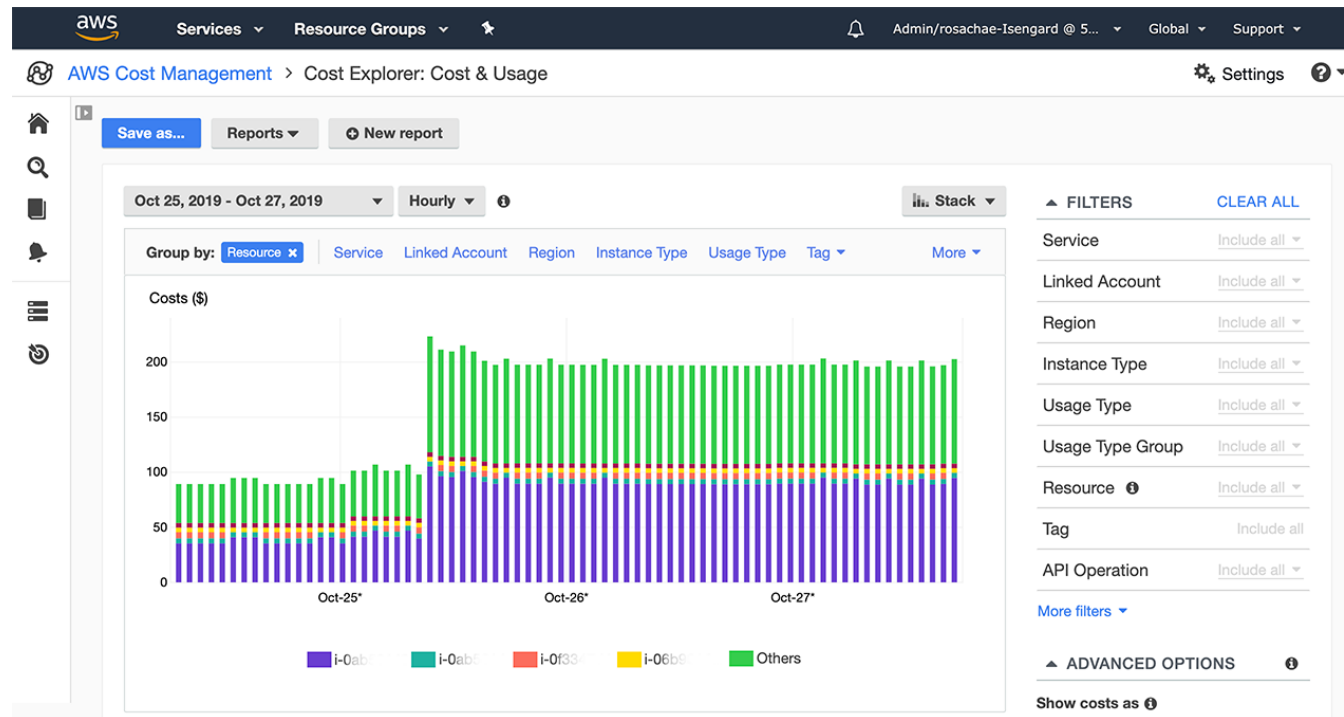 aws Services Resource Groups Admin/rosachae-Isengard @ 5... Global Support
AWS Cost Management > Cost Explorer: Cost & Usage Settings
Save as... Reports New report
Oct 25, 2019 - Oct 27, 2019 Hourly Stack
Group by: Resource × Service Linked Account Region Instance Type Usage Type Tag More
Costs ($)
200
150
100
50
0
Oct-25* Oct-26* Oct-27*
Others
FILTERS CLEAR ALL
Service Include all
Linked Account Include all
Region Include all
Instance Type Include all
Usage Type Include all
Usage Type Group Include all
Resource Include all
Tag Include all
API Operation Include all
More filters
ADVANCED OPTIONS
Show costs as